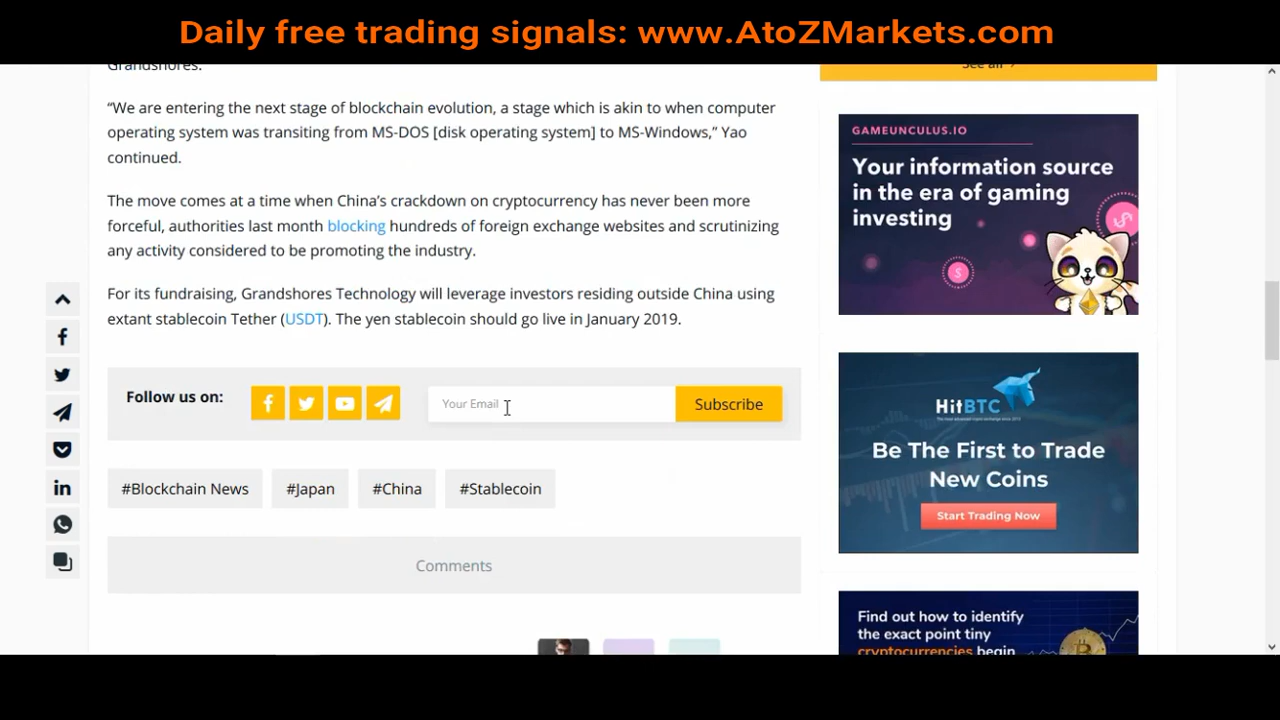 Daily free trading signals: www.AtoZMarkets.com
Grandshores.
“We are entering the next stage of blockchain evolution, a stage which is akin to when computer
operating system was transiting from MS-DOS [disk operating system] to MS-Windows,” Yao
continued.
The move comes at a time when China’s crackdown on cryptocurrency has never been more
forceful, authorities last month blocking hundreds of foreign exchange websites and scrutinizing
any activity considered to be promoting the industry.
For its fundraising, Grandshores Technology will leverage investors residing outside China using
extant stablecoin Tether (USDT). The yen stablecoin should go live in January 2019.
Follow us on:
Your Email
Subscribe
#Blockchain News
#Japan
#China
#Stablecoin
Comments
See all
GAMEUNCULUS.IO
Your information source
in the era of gaming
investing
HitBTC
Be The First to Trade
New Coins
Start Trading Now
Find out how to identify
the exact point tiny
cryptocurrencies begin